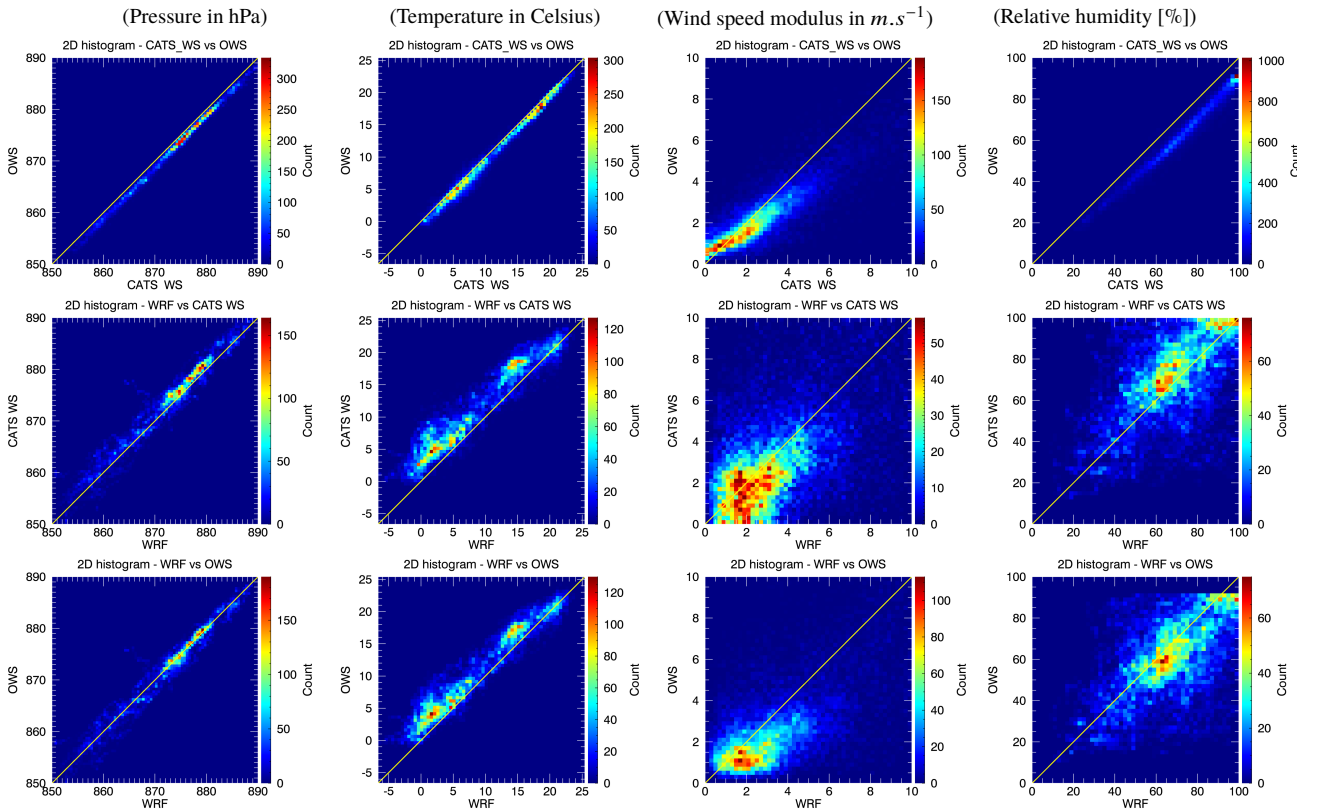 (Pressure in hPa)
(Temperature in Celsius)
(Wind speed modulus in m.s⁻¹)
(Relative humidity [%])
2D histogram - CATS_WS vs OWS
890
880
870
860
850
OWS
850 860 870 880 890
CATS_WS
300
250
200
150
100
50
0
Count
2D histogram - CATS_WS vs OWS
25
20
15
10
5
0
-5
OWS
-5 0 5 10 15 20 25
CATS_WS
300
250
200
150
100
50
0
Count
2D histogram - CATS_WS vs OWS
10
8
6
4
2
0
OWS
0 2 4 6 8 10
CATS_WS
150
100
50
0
Count
2D histogram - CATS_WS vs OWS
100
80
60
40
20
0
OWS
0 20 40 60 80 100
CATS_WS
1000
800
600
400
200
0
Count
2D histogram - WRF vs CATS WS
890
880
870
860
850
CATS WS
850 860 870 880 890
WRF
150
100
50
0
Count
2D histogram - WRF vs CATS WS
25
20
15
10
5
0
-5
CATS WS
-5 0 5 10 15 20 25
WRF
120
100
80
60
40
20
0
Count
2D histogram - WRF vs CATS WS
10
8
6
4
2
0
CATS WS
0 2 4 6 8 10
WRF
50
40
30
20
10
0
Count
2D histogram - WRF vs CATS WS
100
80
60
40
20
0
CATS WS
0 20 40 60 80 100
WRF
60
40
20
0
Count
2D histogram - WRF vs OWS
890
880
870
860
850
OWS
850 860 870 880 890
WRF
150
100
50
0
Count
2D histogram - WRF vs OWS
25
20
15
10
5
0
-5
OWS
-5 0 5 10 15 20 25
WRF
120
100
80
60
40
20
0
Count
2D histogram - WRF vs OWS
10
8
6
4
2
0
OWS
0 2 4 6 8 10
WRF
100
80
60
40
20
0
Count
2D histogram - WRF vs OWS
100
80
60
40
20
0
OWS
0 20 40 60 80 100
WRF
60
40
20
0
Count